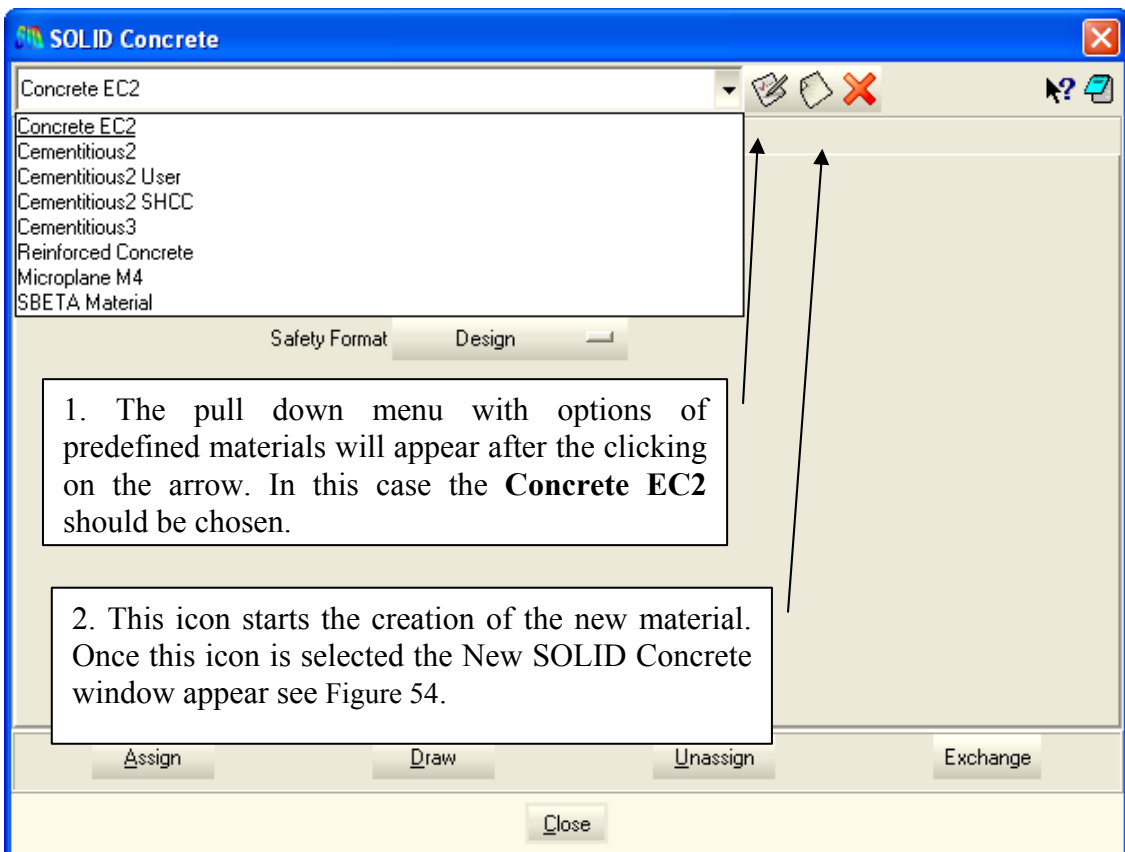 SOLID Concrete
Concrete EC2
?
Concrete EC2
Cementitious2
Cementitious2 User
Cementitious2 SHCC
Cementitious3
Reinforced Concrete
Microplane M4
SBETA Material
Safety Format Design
1. The pull down menu with options of
predefined materials will appear after the clicking
on the arrow. In this case the Concrete EC2
should be chosen.
2. This icon starts the creation of the new material.
Once this icon is selected the New SOLID Concrete
window appear see Figure 54.
Assign Draw Unassign Exchange
Close